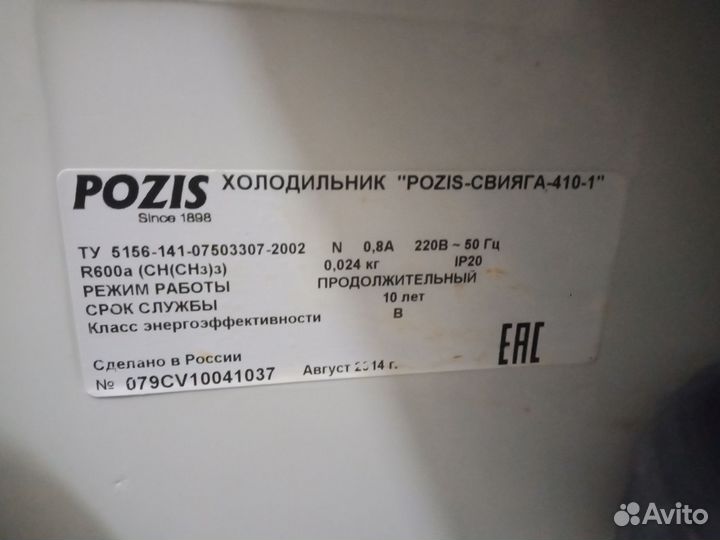 POZIS
Since 1898
ХОЛОДИЛЬНИК "POZIS-СВИЯГА-410-1"
ТУ 5156-141-07503307-2002 N 0,8А 220В ~ 50 Гц
R600a (CH(CH3)3) 0,024 кг IP20
РЕЖИМ РАБОТЫ ПРОДОЛЖИТЕЛЬНЫЙ
СРОК СЛУЖБЫ 10 лет
Класс энергоэффективности В
Сделано в России
№ 079CV10041037 Август 2014 г.
EAC
Avito